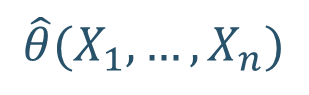 θ̂(X₁, … , Xₙ)